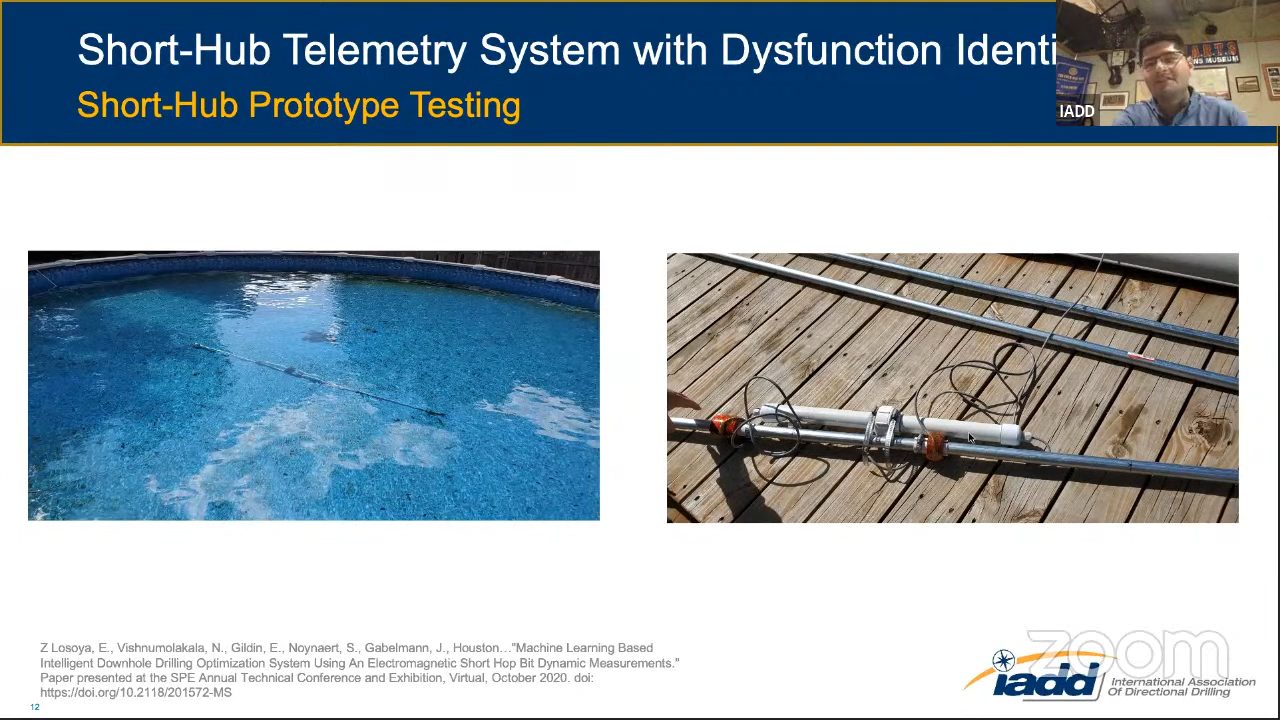 Short-Hub Telemetry System with Dysfunction Identi
Short-Hub Prototype Testing
IADD
Z Losoya, E., Vishnumolakala, N., Gildin, E., Noynaert, S., Gabelmann, J., Houston…"Machine Learning Based
Intelligent Downhole Drilling Optimization System Using An Electromagnetic Short Hop Bit Dynamic Measurements."
Paper presented at the SPE Annual Technical Conference and Exhibition, Virtual, October 2020. doi:
https://doi.org/10.2118/201572-MS
12
zoom
iadd
International Association
Of Directional Drilling